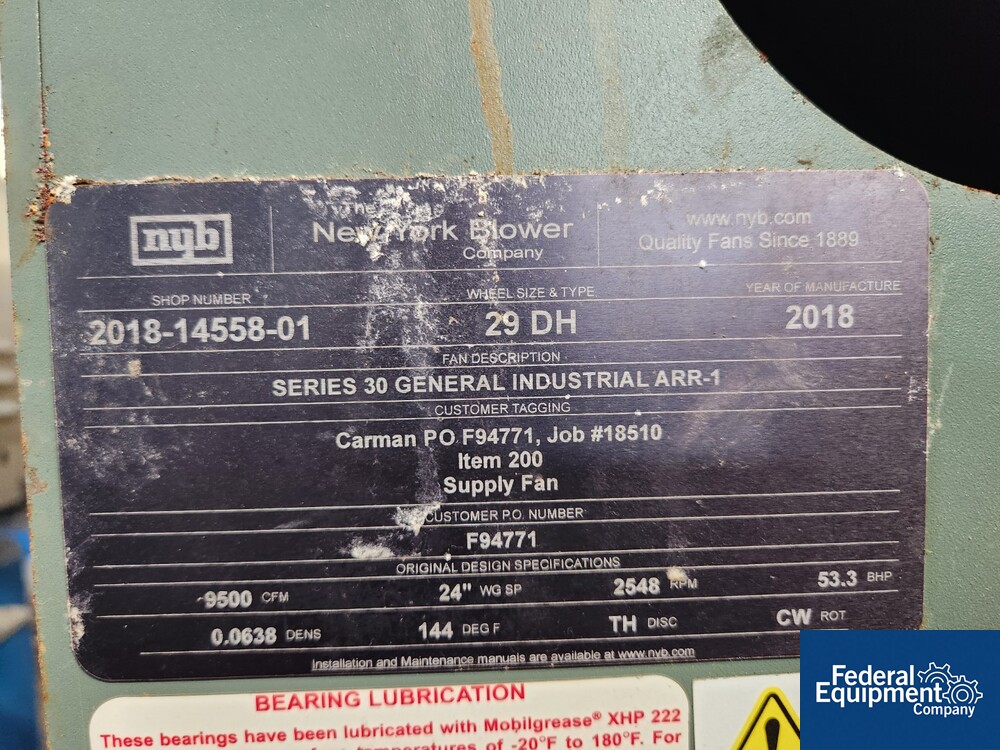 nyb
New York Blower
Company
www.nyb.com
Quality Fans Since 1889
SHOP NUMBER
WHEEL SIZE & TYPE
YEAR OF MANUFACTURE
2018-14558-01
29 DH
2018
FAN DESCRIPTION
SERIES 30 GENERAL INDUSTRIAL ARR-1
CUSTOMER TAGGING
Carman PO F94771, Job #18510
Item 200
Supply Fan
CUSTOMER P.O. NUMBER
F94771
ORIGINAL DESIGN SPECIFICATIONS
9500 CFM 24" WG SP 2548 RPM 53.3 BHP
0.0638 DENS 144 DEG F TH DISC CW ROT
Installation and Maintenance manuals are available at www.nyb.com
BEARING LUBRICATION
These bearings have been lubricated with Mobilgrease® XHP 222
temperatures of -20°F to 180°F. For
Federal
Equipment
Company